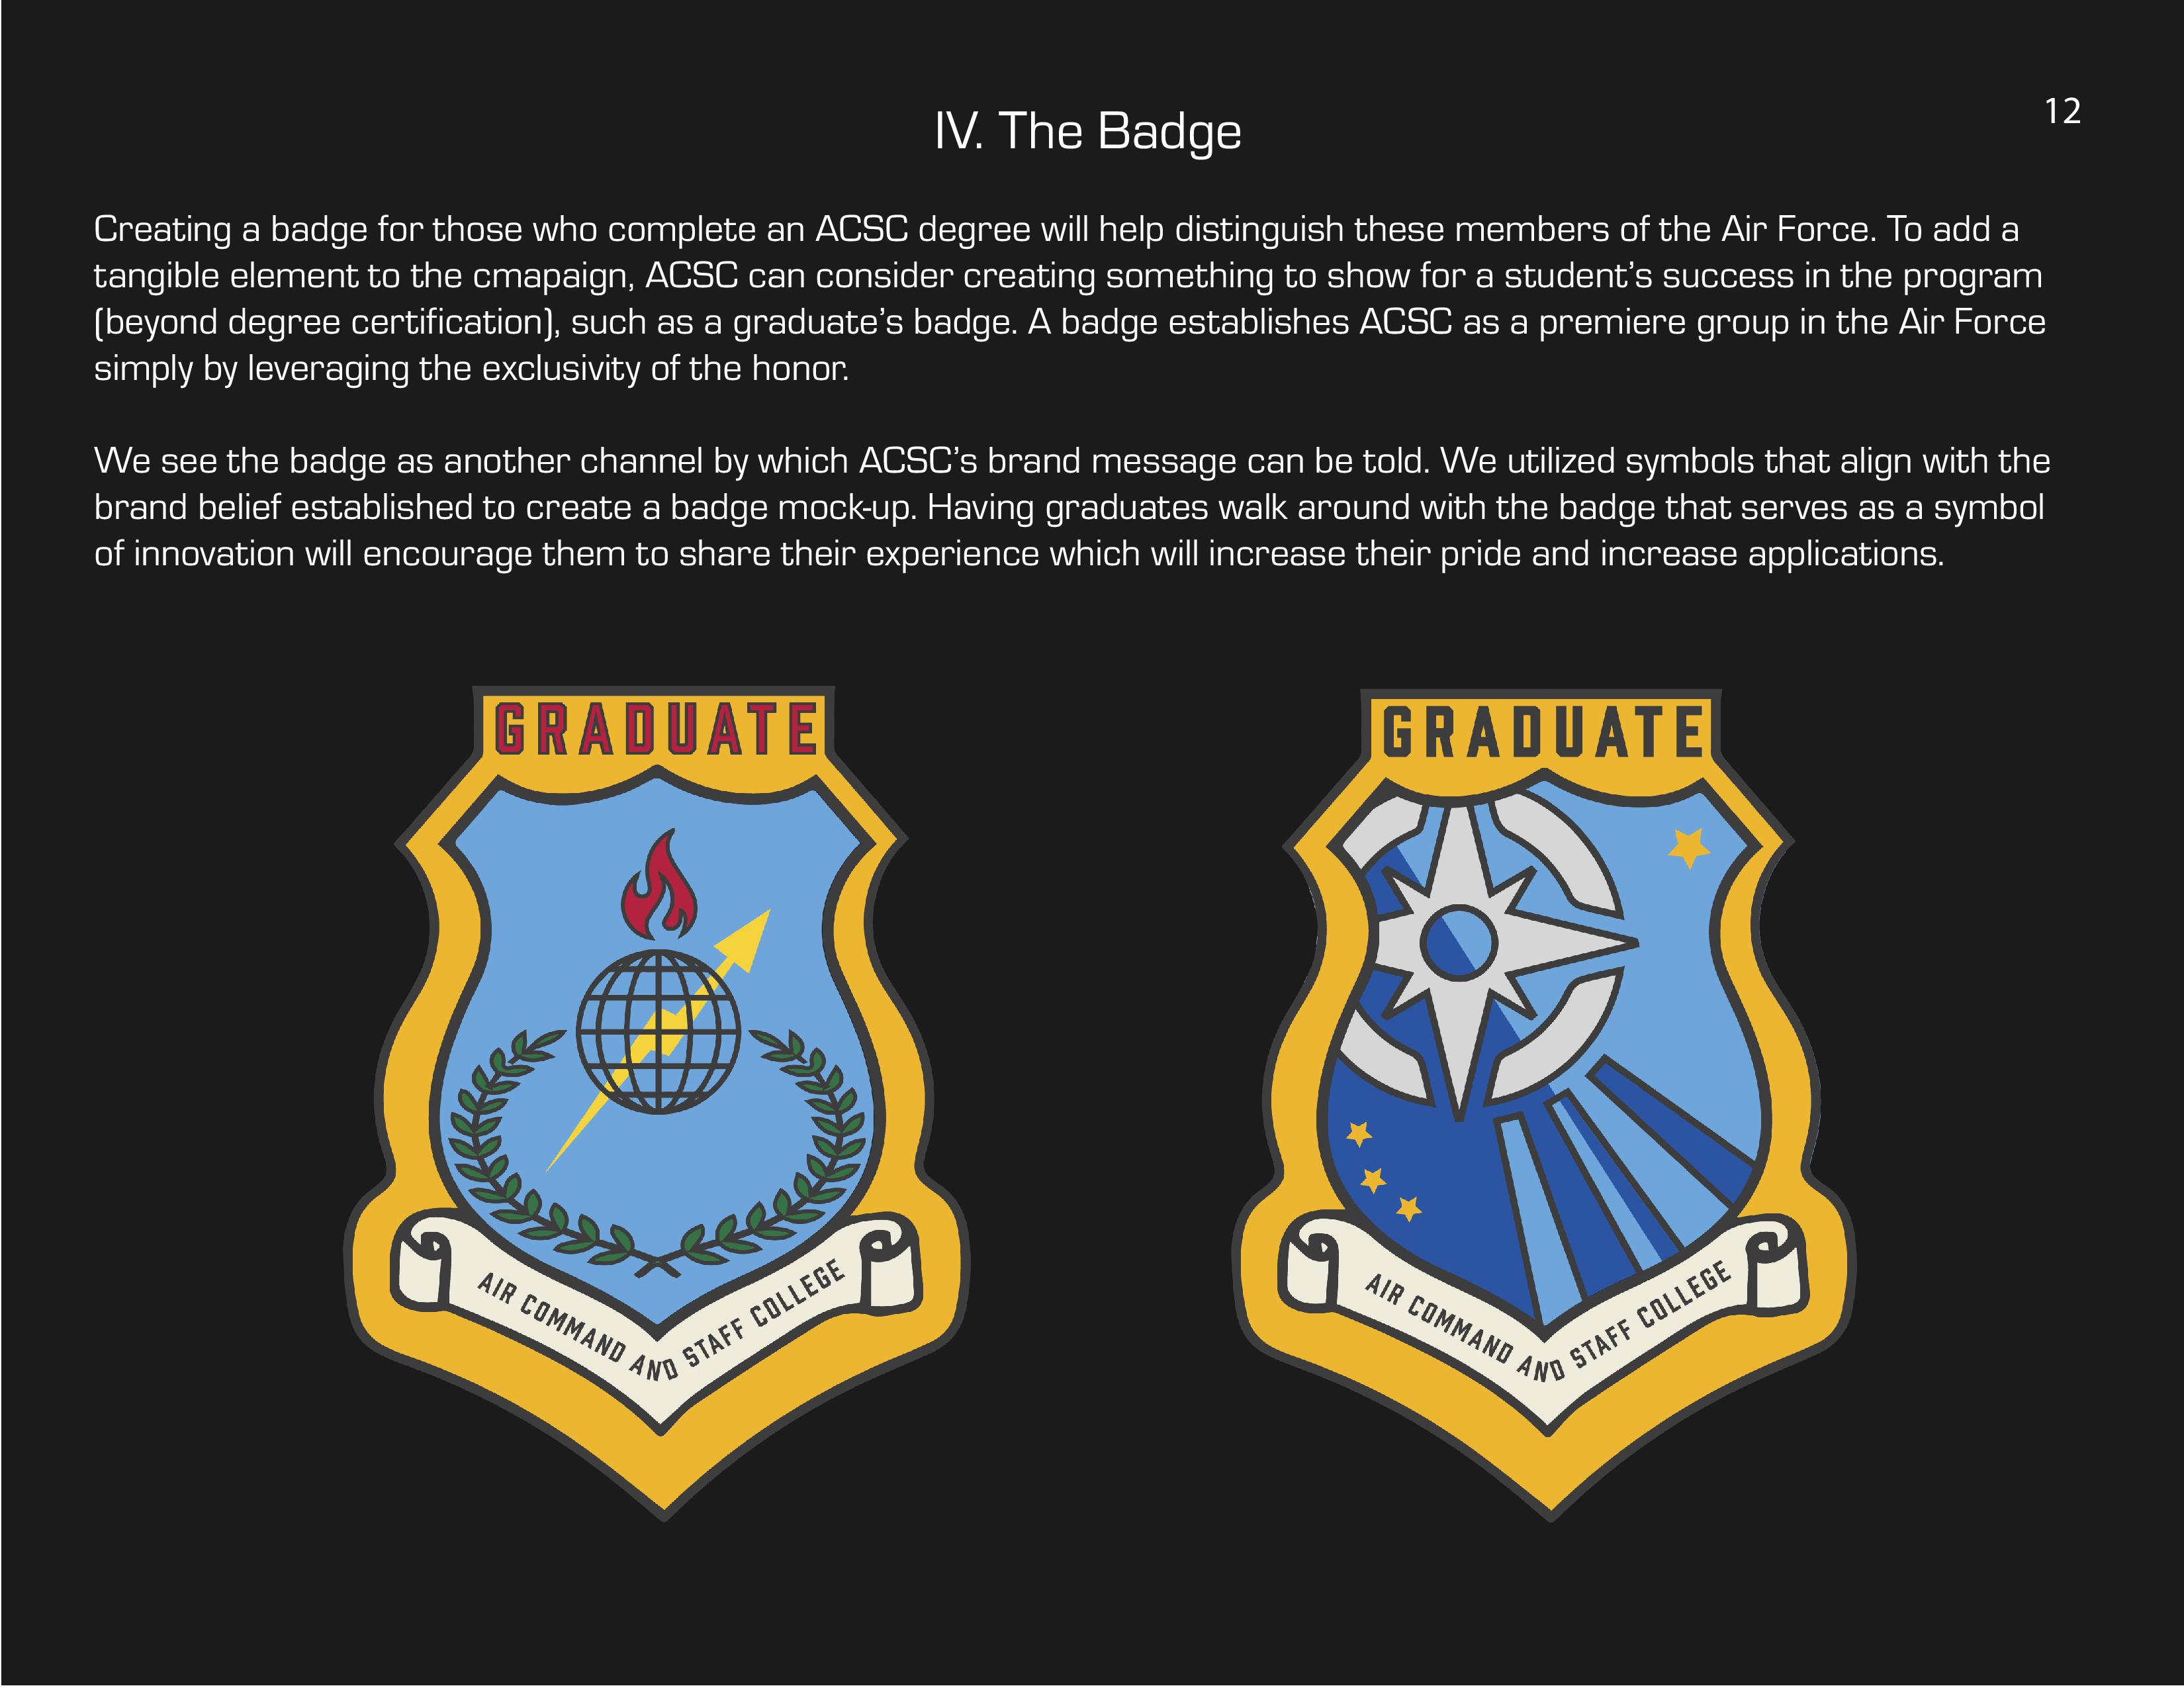 12
IV. The Badge
Creating a badge for those who complete an ACSC degree will help distinguish these members of the Air Force. To add a
tangible element to the cmapaign, ACSC can consider creating something to show for a student’s success in the program
(beyond degree certification), such as a graduate’s badge. A badge establishes ACSC as a premiere group in the Air Force
simply by leveraging the exclusivity of the honor.
We see the badge as another channel by which ACSC’s brand message can be told. We utilized symbols that align with the
brand belief established to create a badge mock-up. Having graduates walk around with the badge that serves as a symbol
of innovation will encourage them to share their experience which will increase their pride and increase applications.
GRADUATE
AIR COMMAND AND STAFF COLLEGE
GRADUATE
AIR COMMAND AND STAFF COLLEGE